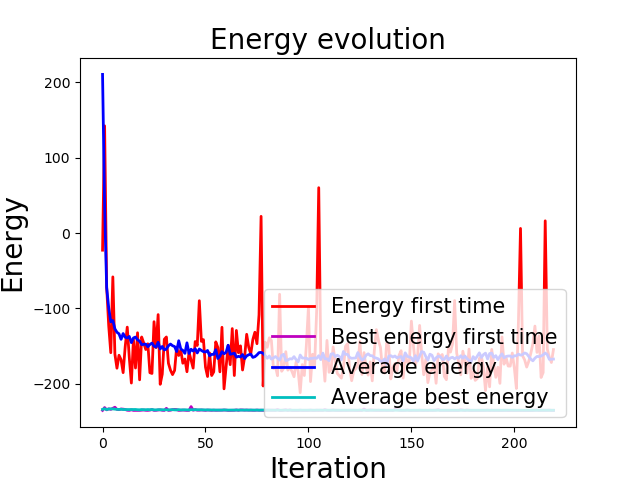 Energy evolution
Energy
200
100
0
−100
−200
Energy first time
Best energy first time
Average energy
Average best energy
0 50 100 150 200
Iteration